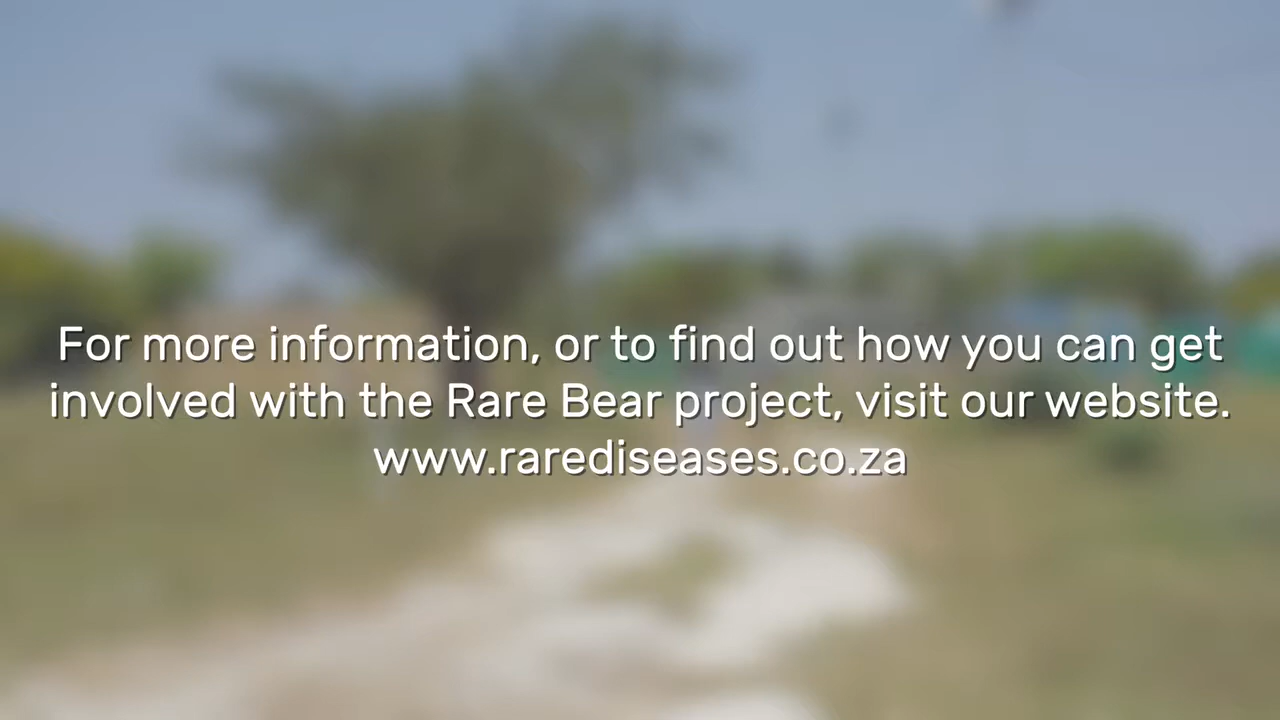 For more information, or to find out how you can get
involved with the Rare Bear project, visit our website.
www.rarediseases.co.za